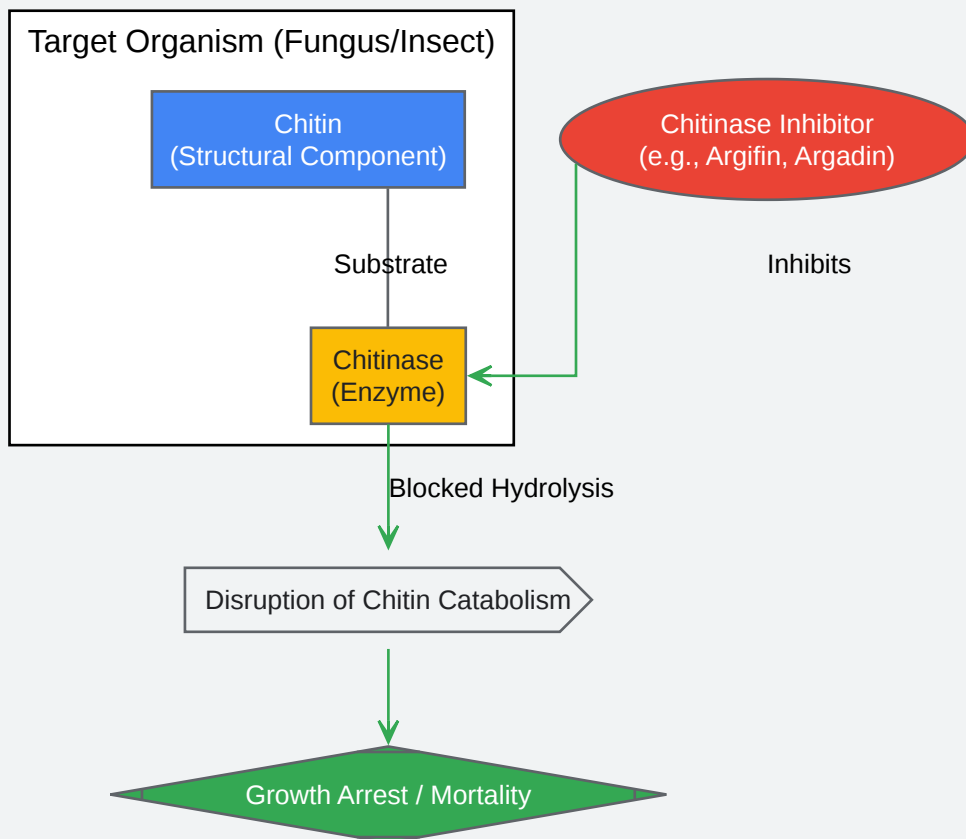 Target Organism (Fungus/Insect)
Chitin
(Structural Component)
Chitinase Inhibitor
(e.g., Argifin, Argadin)
Substrate
Inhibits
Chitinase
(Enzyme)
Blocked Hydrolysis
Disruption of Chitin Catabolism
Growth Arrest / Mortality